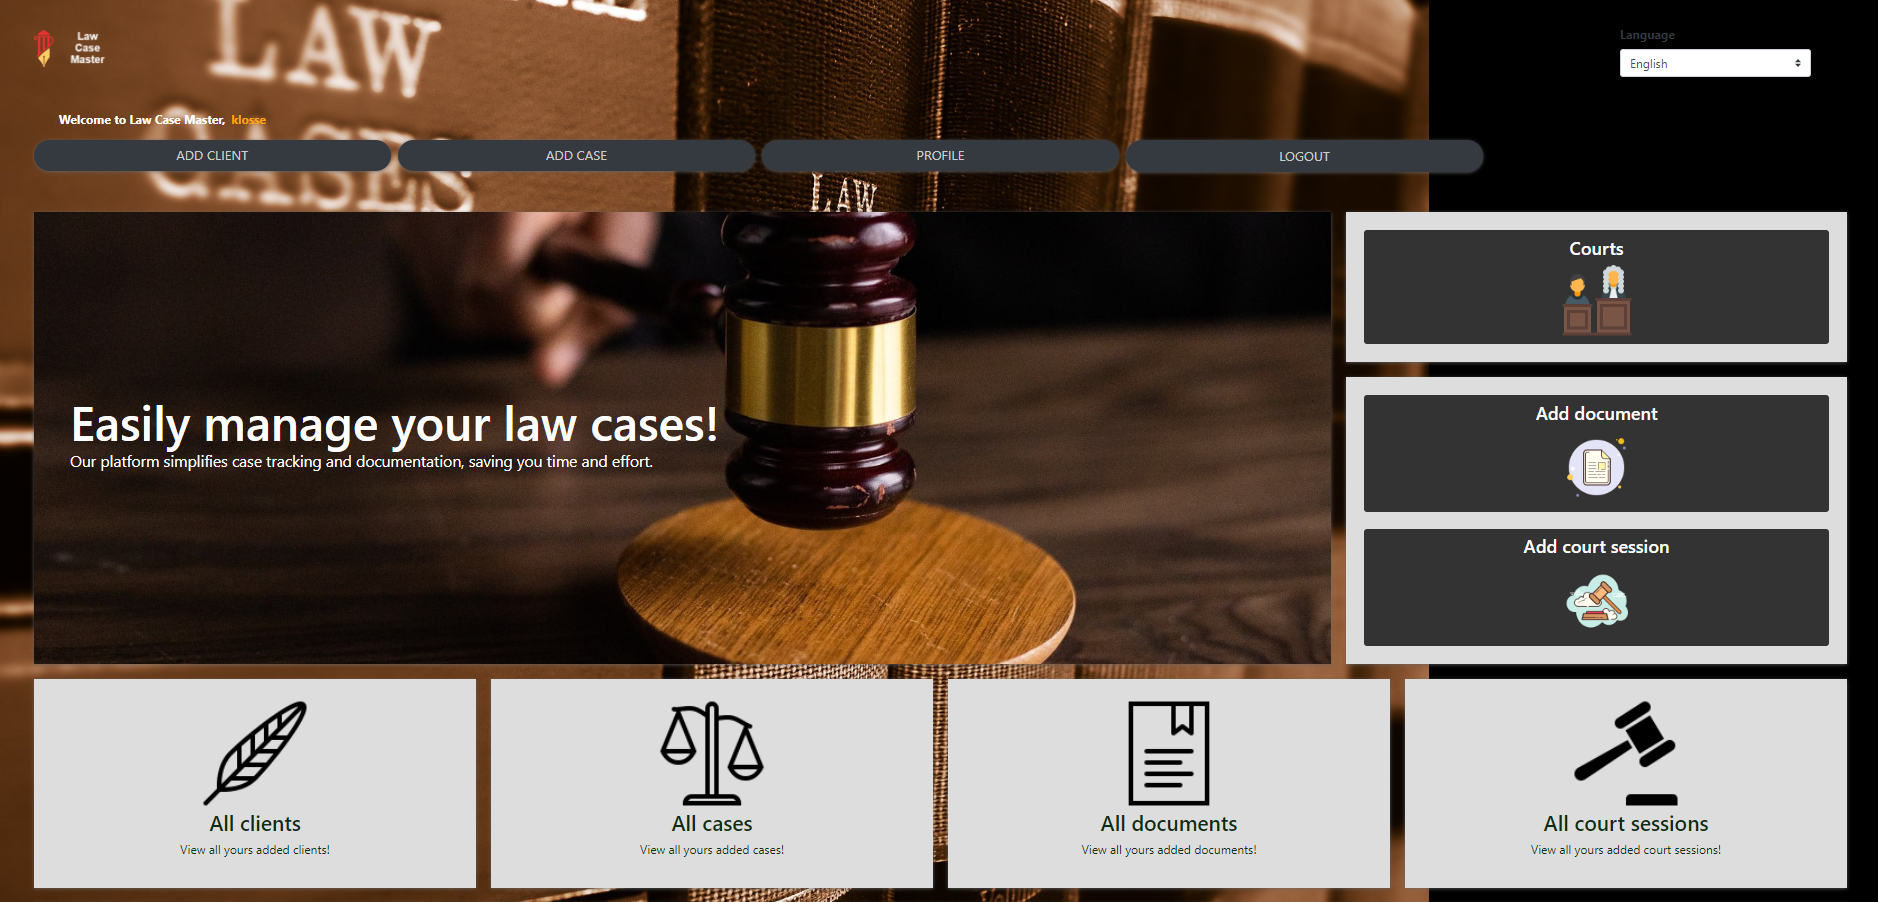 LAW
CASES
Law
Case
Master
Language
English
Welcome to Law Case Master, klosse
ADD CLIENT
ADD CASE
PROFILE
LOGOUT
LAW
Courts
Easily manage your law cases!
Our platform simplifies case tracking and documentation, saving you time and effort.
Add document
Add court session
All clients
View all yours added clients!
All cases
View all yours added cases!
All documents
View all yours added documents!
All court sessions
View all yours added court sessions!